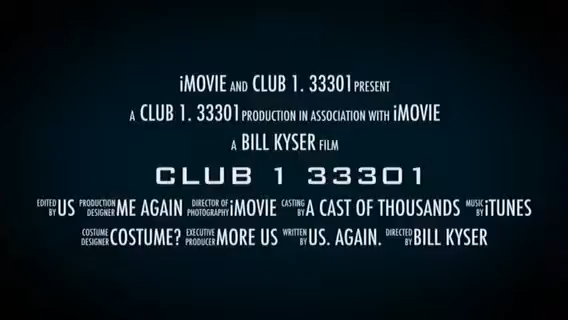 iMOVIE AND CLUB 1. 33301 PRESENT
A CLUB 1. 33301 PRODUCTION IN ASSOCIATION WITH iMOVIE
A BILL KYSER FILM
CLUB 1 33301
EDITED BY US PRODUCTION DESIGNER ME AGAIN DIRECTOR OF PHOTOGRAPHY iMOVIE CASTING BY A CAST OF THOUSANDS MUSIC BY iTUNES
COSTUME DESIGNER COSTUME? EXECUTIVE PRODUCER MORE US WRITTEN BY US. AGAIN. DIRECTED BY BILL KYSER